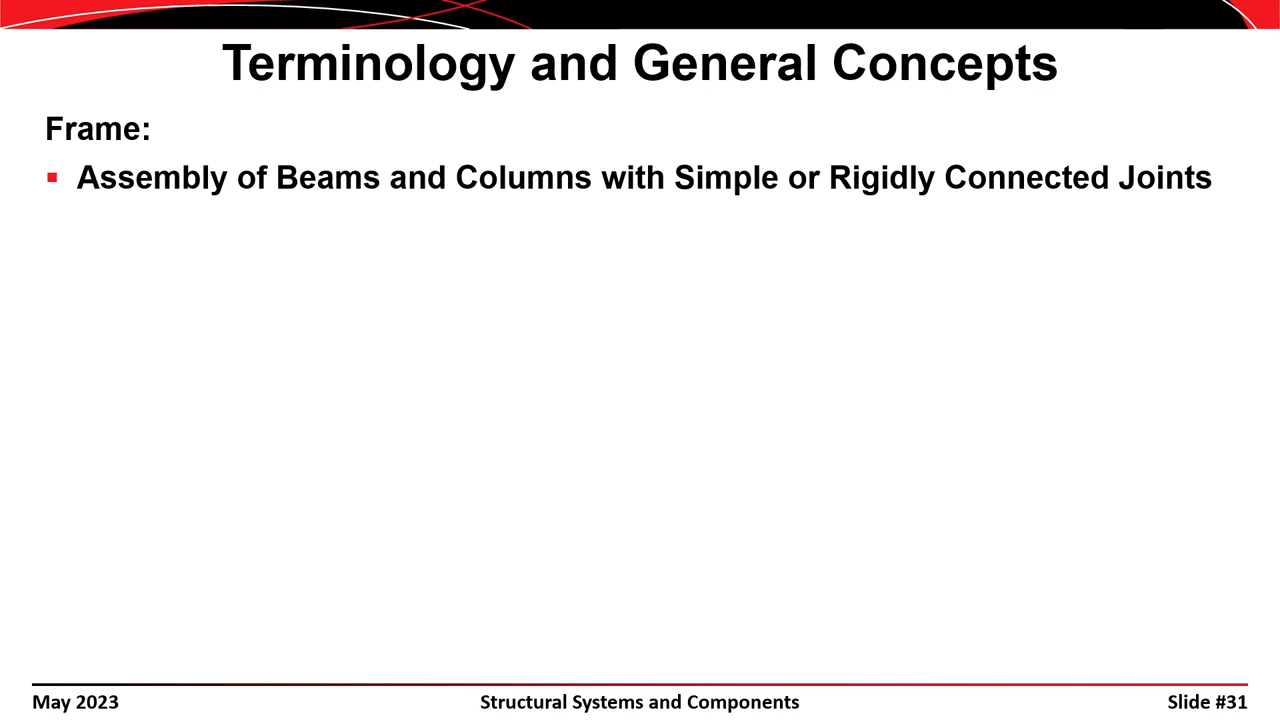 Terminology and General Concepts
Frame:
▪ Assembly of Beams and Columns with Simple or Rigidly Connected Joints
May 2023
Structural Systems and Components
Slide #31